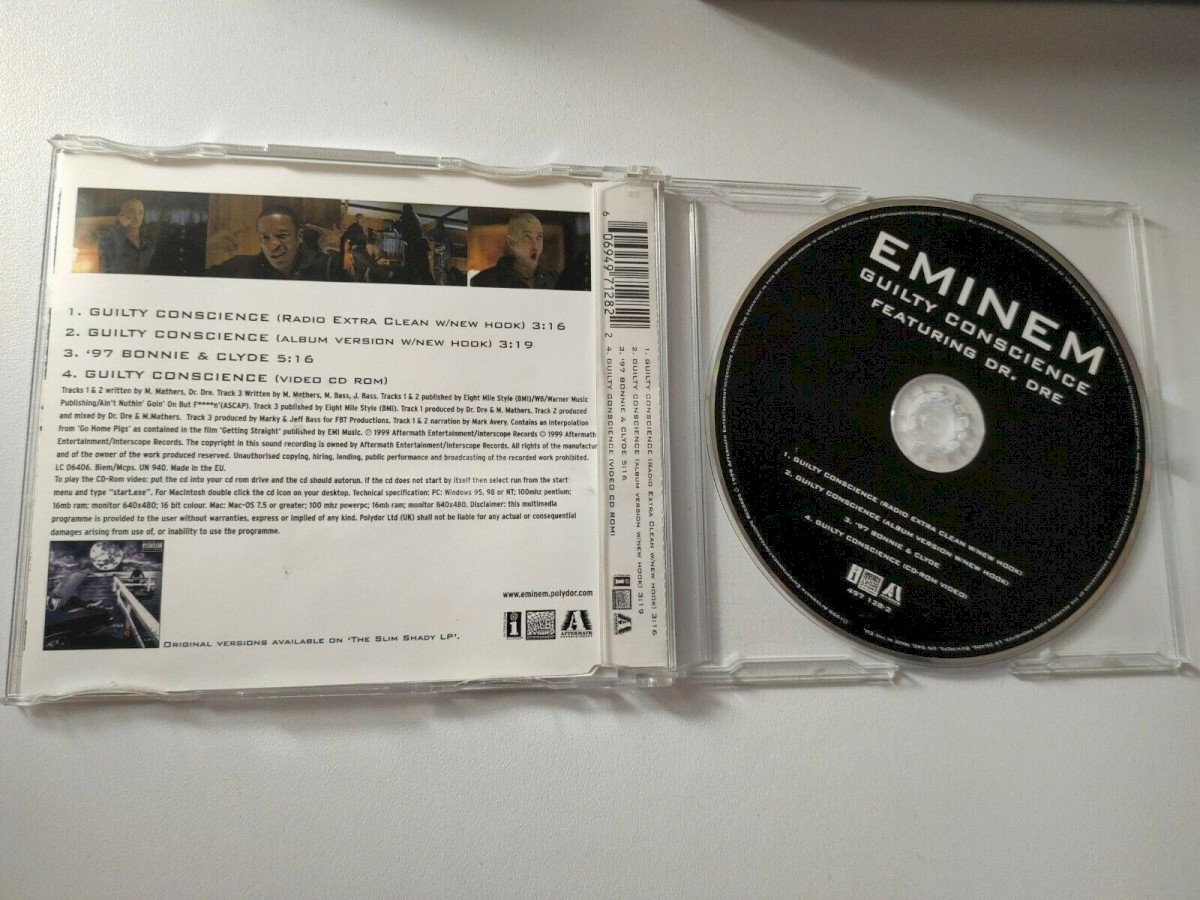 1. GUILTY CONSCIENCE (RADIO EXTRA CLEAN W/NEW HOOK) 3:16
2. GUILTY CONSCIENCE (ALBUM VERSION W/NEW HOOK) 3:19
3. '97 BONNIE & CLYDE 5:16
4. GUILTY CONSCIENCE (VIDEO CD ROM)
Tracks 1 & 2 written by M. Mathers, Dr. Dre. Track 3 Written by M. Mathers, M. Bass, J. Bass. Tracks 1 & 2 published by Eight Mile Style (BMI)/WB/Warner Music
Publishing/Ain't Nuthin' Goin' On But F****n'(ASCAP). Track 3 published by Eight Mile Style (BMI). Track 1 produced by Dr. Dre & M. Mathers. Track 2 produced
and mixed by Dr. Dre & M.Mathers. Track 3 produced by Marky & Jeff Bass for FBT Productions. Track 1 & 2 narration by Mark Avery. Contains an interpolation
from 'Go Home Pigs' as contained in the film 'Getting Straight' published by EMI Music. ℗ 1999 Aftermath Entertainment/Interscope Records © 1999 Aftermath
Entertainment/Interscope Records. The copyright in this sound recording is owned by Aftermath Entertainment/Interscope Records. All rights of the manufactur
and of the owner of the work produced reserved. Unauthorised copying, hiring, lending, public performance and broadcasting of the recorded work prohibited.
LC 06406. Biem/Mcps. UN 940. Made in the EU.
To play the CD-Rom video: put the cd into your cd rom drive and the cd should autorun. If the cd does not start by itself then select run from the start
menu and type "start.exe". For Macintosh double click the cd icon on your desktop. Technical specification: PC: Windows 95, 98 or NT; 100mhz pentium;
16mb ram; monitor 640x480; 16 bit colour. Mac: Mac-OS 7.5 or greater; 100 mhz powerpc; 16mb ram; monitor 640x480. Disclaimer: this multimedia
programme is provided to the user without warranties, express or implied of any kind. Polydor Ltd (UK) shall not be liable for any actual or consequential
damages arising from use of, or inability to use the programme.
www.eminem.polydor.com
i
AFTERMATH
ORIGINAL VERSIONS AVAILABLE ON 'THE SLIM SHADY LP'.
6 06949 71282 2
1. GUILTY CONSCIENCE (RADIO EXTRA CLEAN W/NEW HOOK) 3:16
2. GUILTY CONSCIENCE (ALBUM VERSION W/NEW HOOK) 3:19
3. '97 BONNIE & CLYDE 5:16
4. GUILTY CONSCIENCE (VIDEO CD ROM)
EMINEM
GUILTY CONSCIENCE
FEATURING DR. DRE
1. GUILTY CONSCIENCE (RADIO EXTRA CLEAN W/NEW HOOK)
2. GUILTY CONSCIENCE (ALBUM VERSION W/NEW HOOK)
3. '97 BONNIE & CLYDE
4. GUILTY CONSCIENCE (CD-ROM VIDEO)
497 128-2